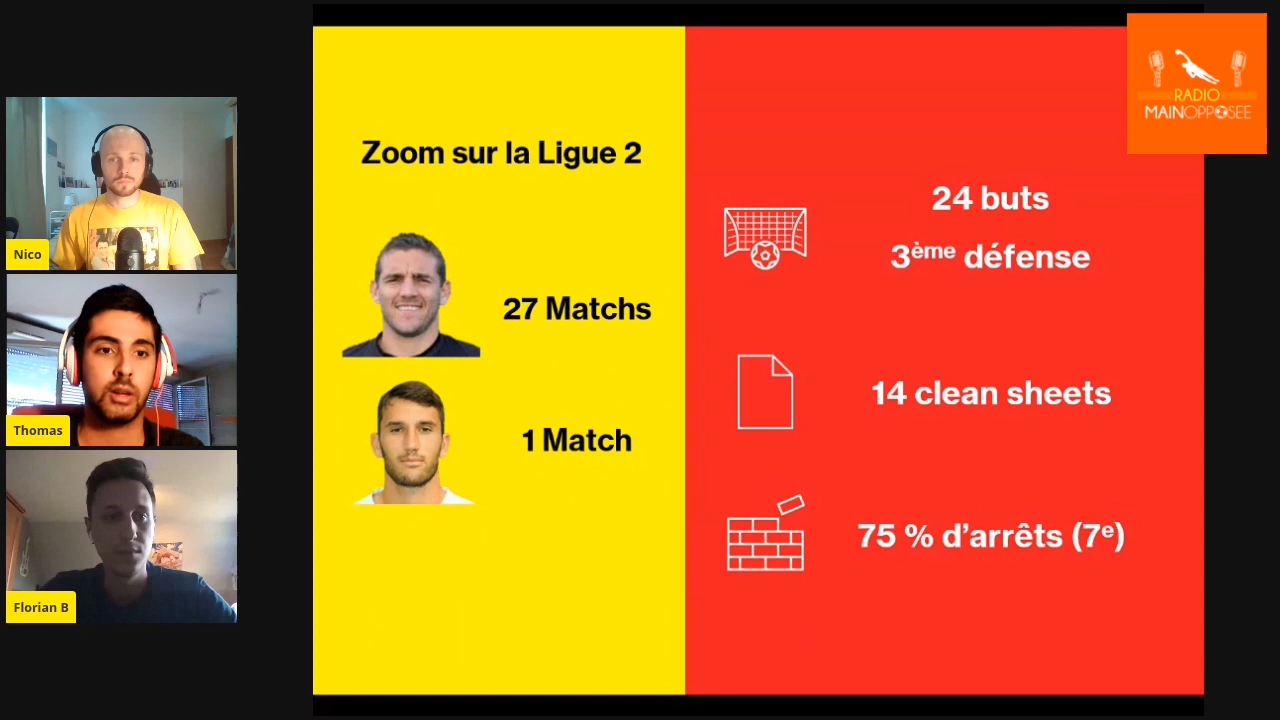 Nico
Thomas
Florian B
Zoom sur la Ligue 2
27 Matchs
1 Match
24 buts
3ème défense
14 clean sheets
75 % d’arrêts (7e)
RADIO
MAINOPPOSEE